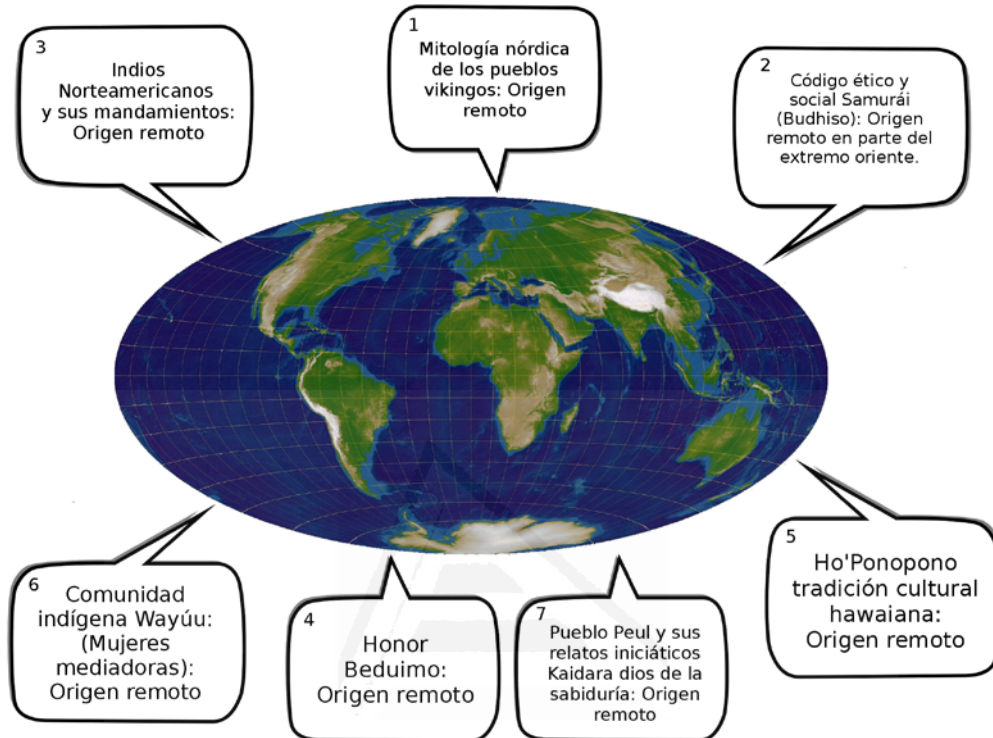 3
Indios
Norteamericanos
y sus mandamientos:
Origen remoto
1
Mitología nórdica
de los pueblos
vikingos: Origen
remoto
2
Código ético y
social Samurái
(Budhiso): Origen
remoto en parte del
extremo oriente.
6
Comunidad
indígena Wayúu:
(Mujeres
mediadoras):
Origen remoto
4
Honor
Beduimo:
Origen remoto
7
Pueblo Peul y sus
relatos iniciáticos
Kaidara dios de la
sabiduría: Origen
remoto
5
Ho'Ponopono
tradición cultural
hawaiana:
Origen remoto